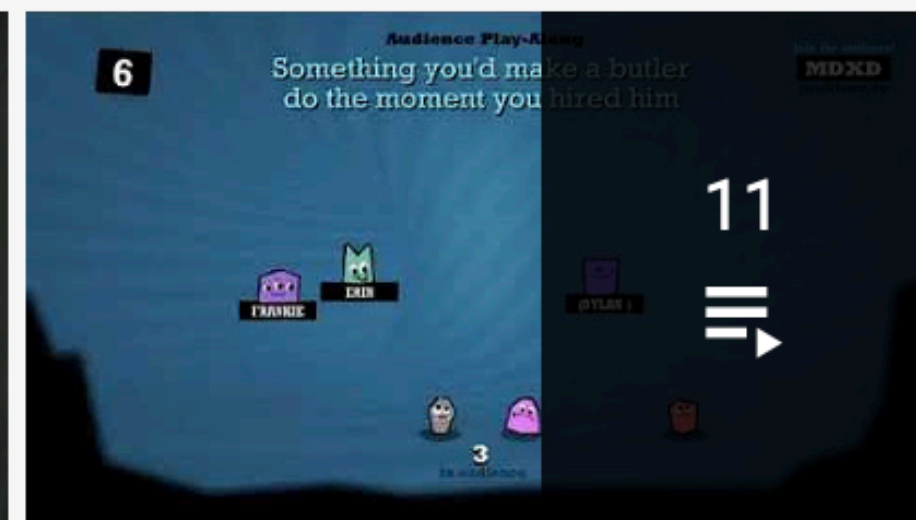 Audience Play-Along
6
Something you'd make a butler
do the moment you hired him
MDXD
11
ERIN
FRANKIE
(DYLAN )
3
in audience